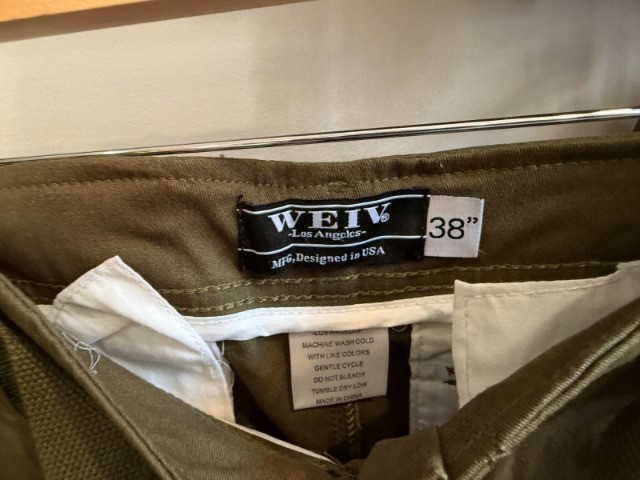 WEIV®
-Los Angeles-
MFG, Designed in USA
38"
-LOS ANGELES-
MACHINE WASH COLD
WITH LIKE COLORS
GENTLE CYCLE
DO NOT BLEACH
TUMBLE DRY LOW
MADE IN CHINA